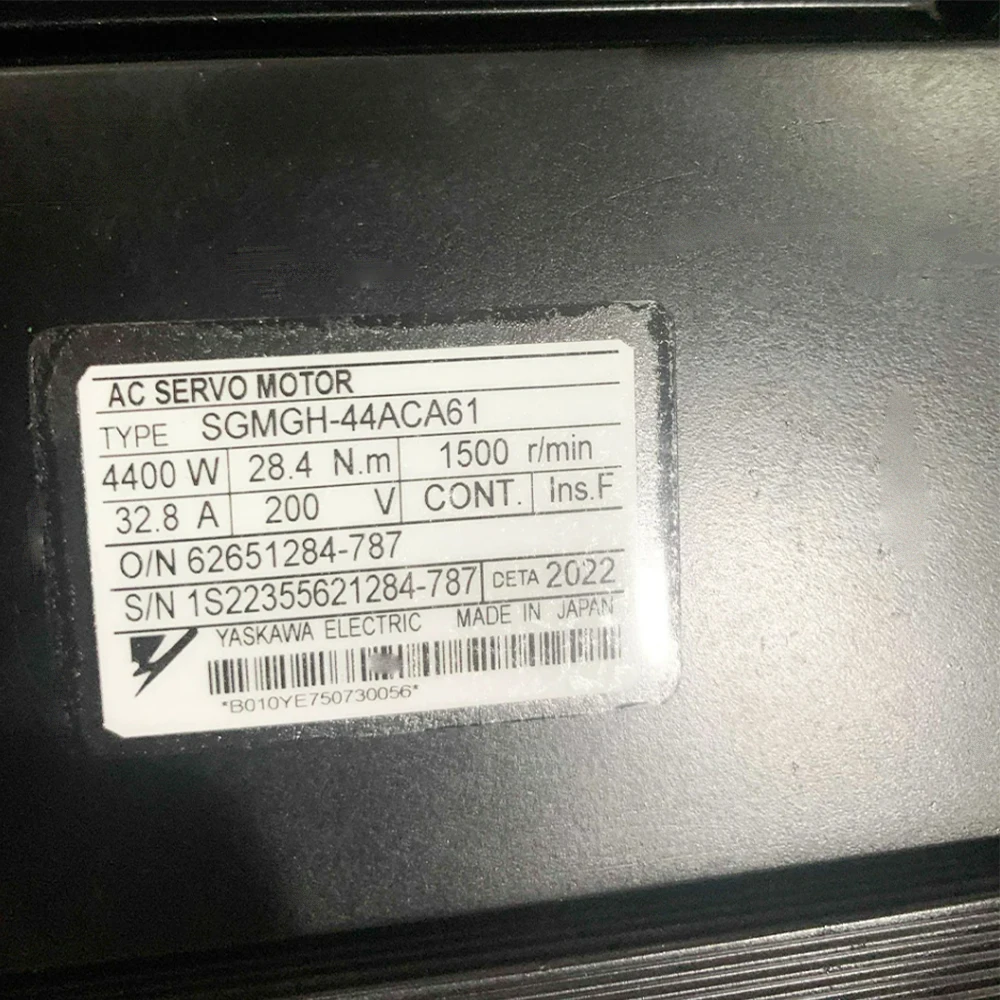 AC SERVO MOTOR
TYPE SGMGH-44ACA61
4400 W 28.4 N.m 1500 r/min
32.8 A 200 V CONT. Ins.F
O/N 62651284-787
S/N 1S22355621284-787 DETA 2022
YASKAWA ELECTRIC MADE IN JAPAN
*B010YE750730056*